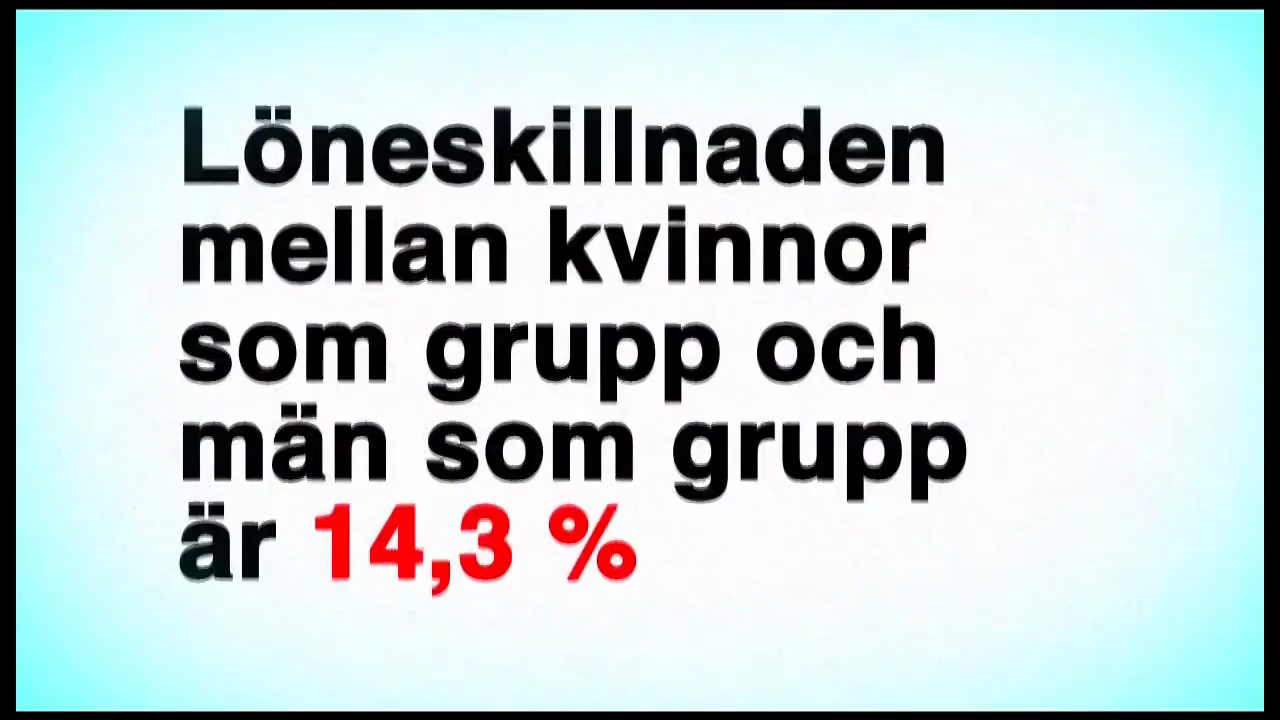 Löneskillnaden
mellan kvinnor
som grupp och
män som grupp
är 14,3 %